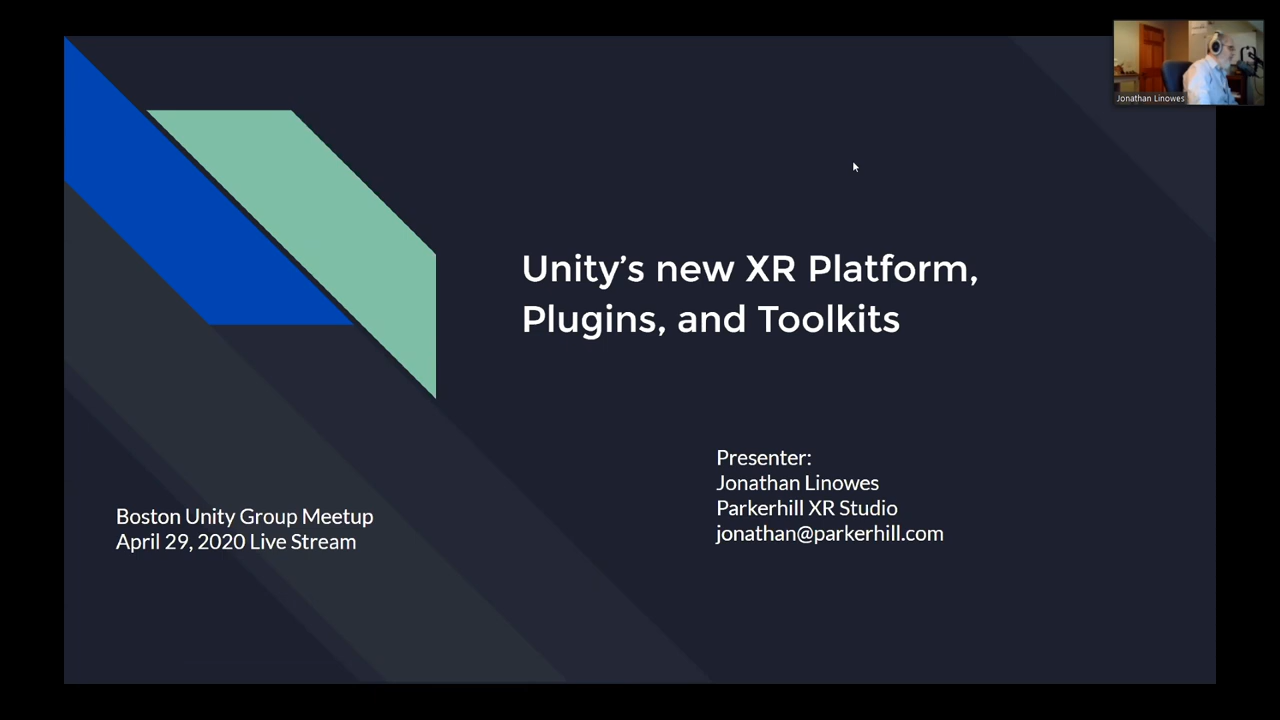 Jonathan Linowes
Unity’s new XR Platform,
Plugins, and Toolkits
Presenter:
Jonathan Linowes
Parkerhill XR Studio
jonathan@parkerhill.com
Boston Unity Group Meetup
April 29, 2020 Live Stream